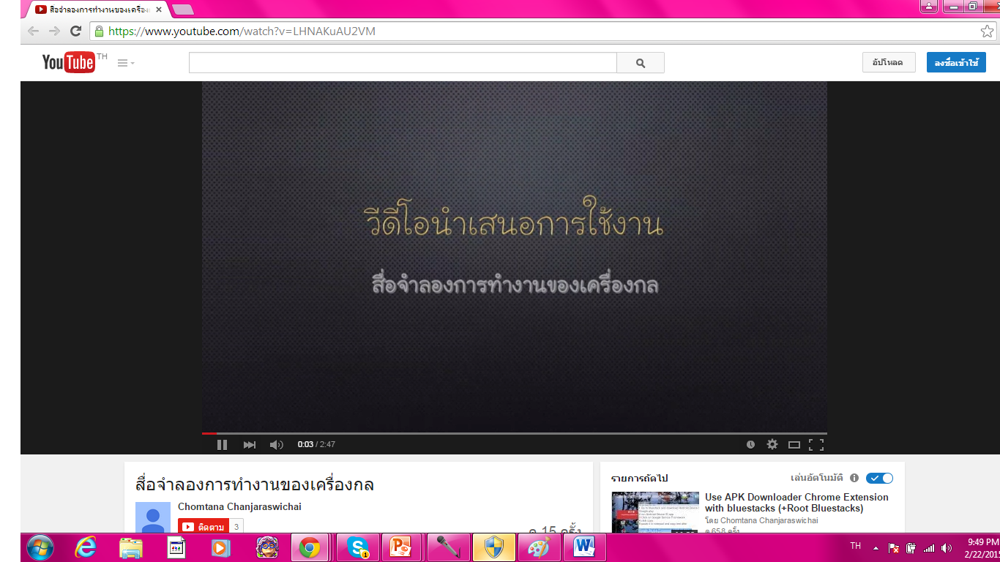 สื่อจำลองการทำงานของเครื่อง
https://www.youtube.com/watch?v=LHNAKuAU2VM
YouTube TH
อัปโหลด
ลงชื่อเข้าใช้
วีดีโอนำเสนอการใช้งาน
สื่อจำลองการทำงานของเครื่องกล
0:03 / 2:47
สื่อจำลองการทำงานของเครื่องกล
Chomtana Chanjaraswichai
ติดตาม 3
ดู 15 ครั้ง
รายการถัดไป
เล่นอัตโนมัติ
Use APK Downloader Chrome Extension
with bluestacks (+Root Bluestacks)
โดย Chomtana Chanjaraswichai
ดู 658 ครั้ง
TH
9:49 PM
2/22/201